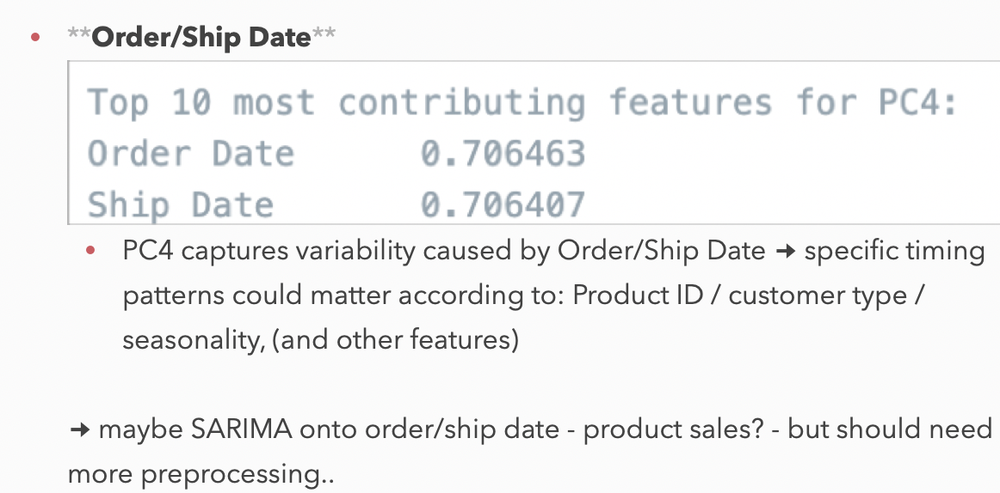 **Order/Ship Date**
Top 10 most contributing features for PC4:
Order Date 0.706463
Ship Date 0.706407
PC4 captures variability caused by Order/Ship Date → specific timing
patterns could matter according to: Product ID / customer type /
seasonality, (and other features)
→ maybe SARIMA onto order/ship date - product sales? - but should need
more preprocessing..